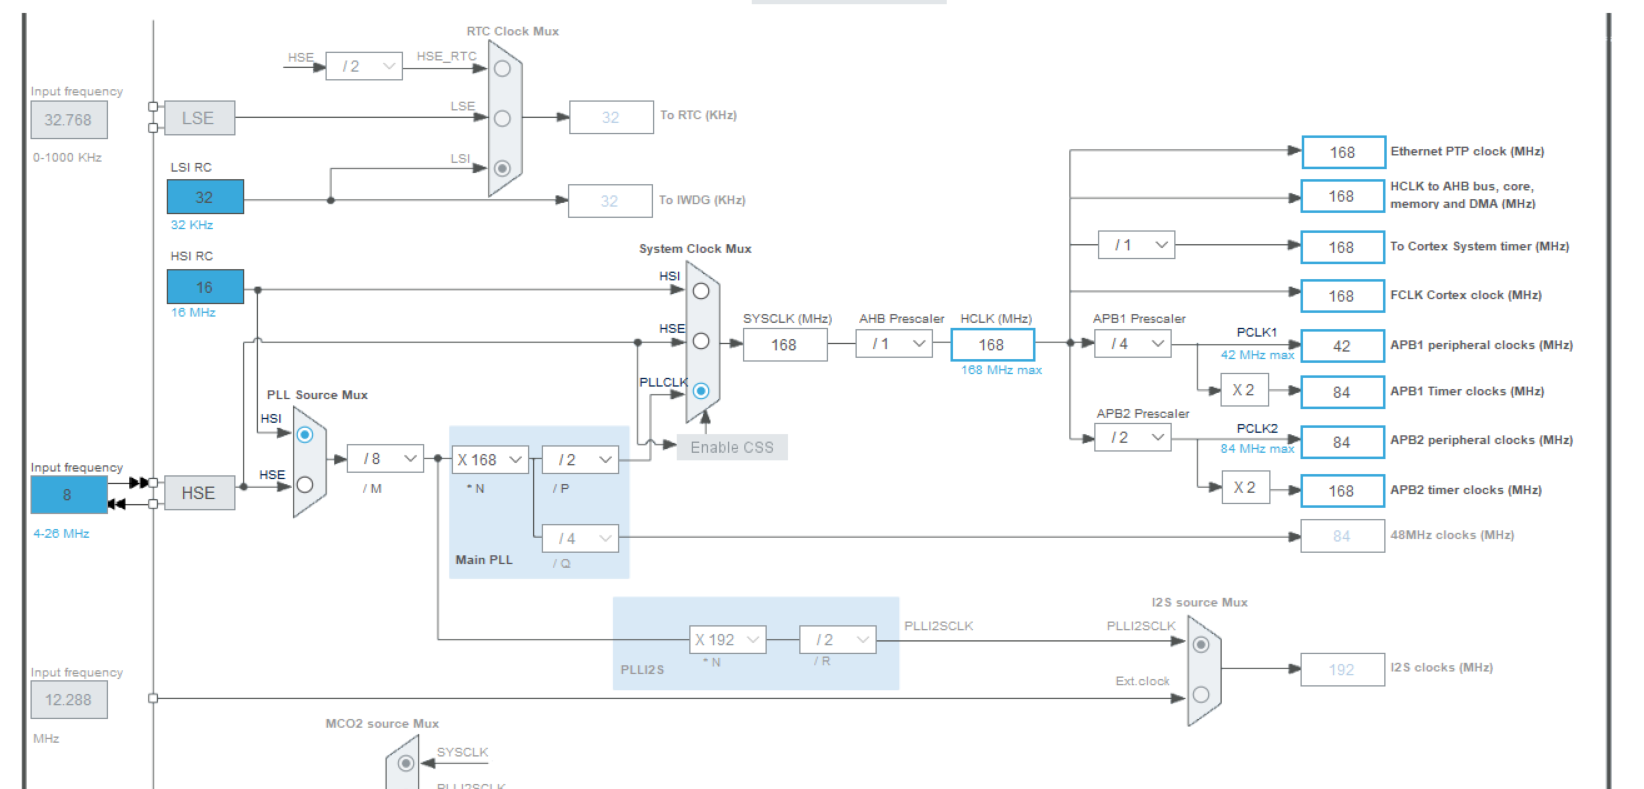 RTC Clock Mux
HSE
/ 2
HSE_RTC
Input frequency
32.768
0-1000 KHz
LSE
LSE
32
To RTC (KHz)
LSI
LSI RC
32
32 KHz
32
To IWDG (KHz)
HSI RC
16
16 MHz
System Clock Mux
HSI
HSE
PLLCLK
SYSCLK (MHz)
168
AHB Prescaler
/ 1
HCLK (MHz)
168
168 MHz max
168
Ethernet PTP clock (MHz)
168
HCLK to AHB bus, core,
memory and DMA (MHz)
/ 1
168
To Cortex System timer (MHz)
168
FCLK Cortex clock (MHz)
APB1 Prescaler
/ 4
PCLK1
42 MHz max
42
APB1 peripheral clocks (MHz)
X 2
84
APB1 Timer clocks (MHz)
APB2 Prescaler
/ 2
PCLK2
84 MHz max
84
APB2 peripheral clocks (MHz)
X 2
168
APB2 timer clocks (MHz)
84
48MHz clocks (MHz)
PLL Source Mux
HSI
HSE
Input frequency
8
4-26 MHz
HSE
/ 8
/ M
X 168
* N
/ 2
/ P
/ 4
/ Q
Main PLL
Enable CSS
X 192
* N
/ 2
/ R
PLLI2S
PLLI2SCLK
I2S source Mux
PLLI2SCLK
Ext.clock
192
I2S clocks (MHz)
Input frequency
12.288
MHz
MCO2 source Mux
SYSCLK
PLLI2SCLK